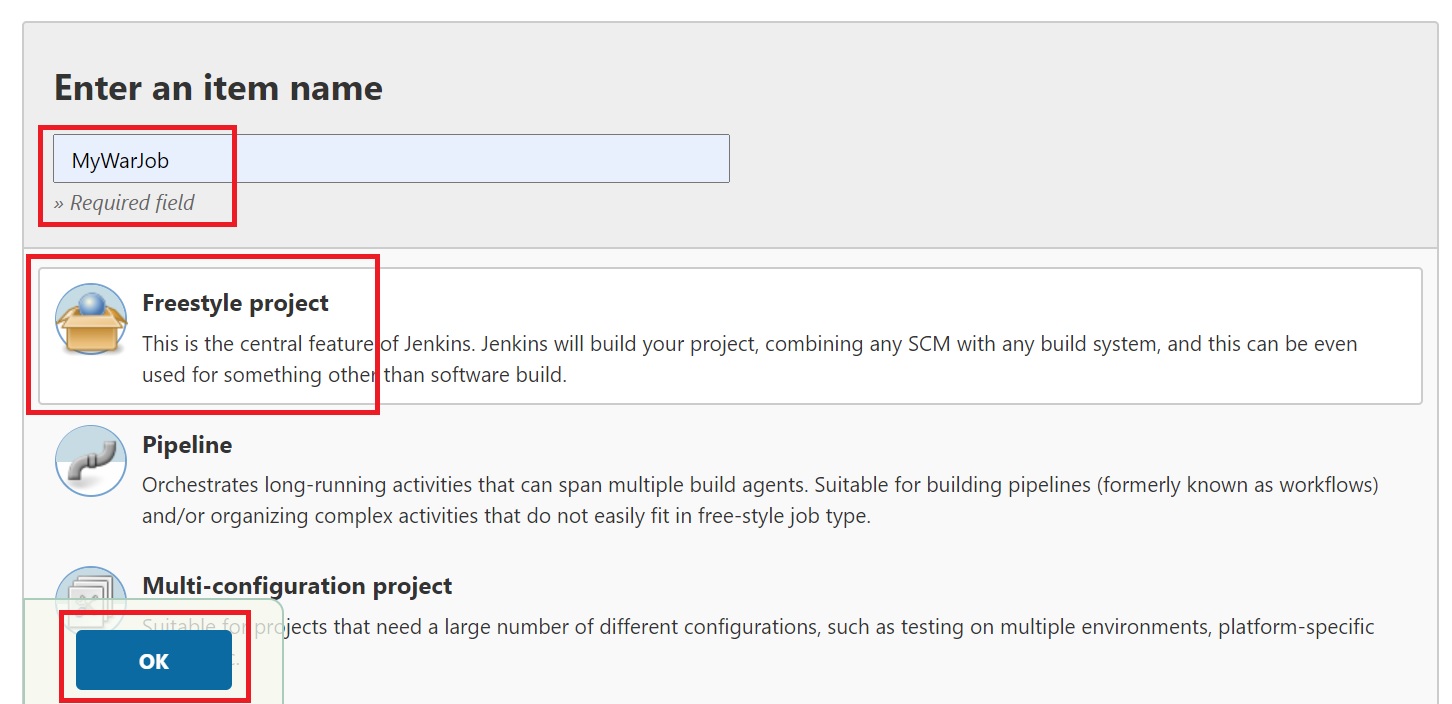 Enter an item name
MyWarJob
» Required field
Freestyle project
This is the central feature of Jenkins. Jenkins will build your project, combining any SCM with any build system, and this can be even
used for something other than software build.
Pipeline
Orchestrates long-running activities that can span multiple build agents. Suitable for building pipelines (formerly known as workflows)
and/or organizing complex activities that do not easily fit in free-style job type.
Multi-configuration project
Suitable for projects that need a large number of different configurations, such as testing on multiple environments, platform-specific
OK